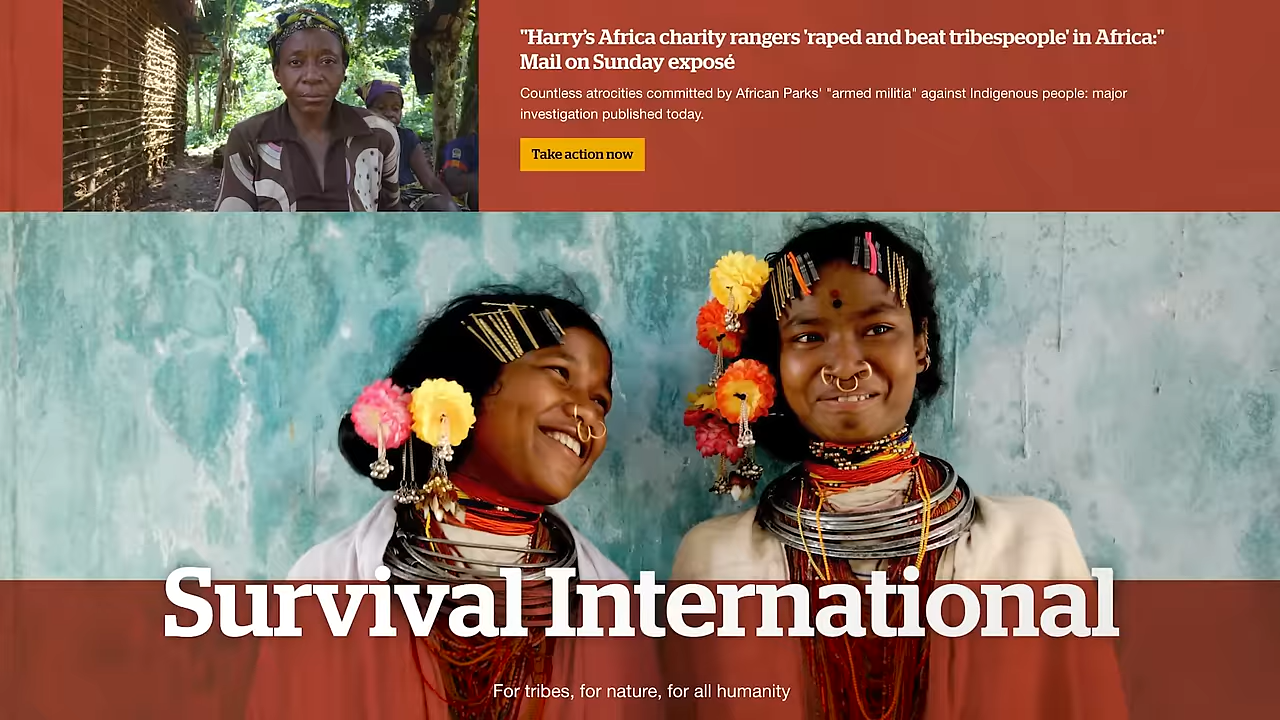 "Harry’s Africa charity rangers 'raped and beat tribespeople' in Africa:"
Mail on Sunday exposé
Countless atrocities committed by African Parks' "armed militia" against Indigenous people: major
investigation published today.
Take action now
Survival International
For tribes, for nature, for all humanity